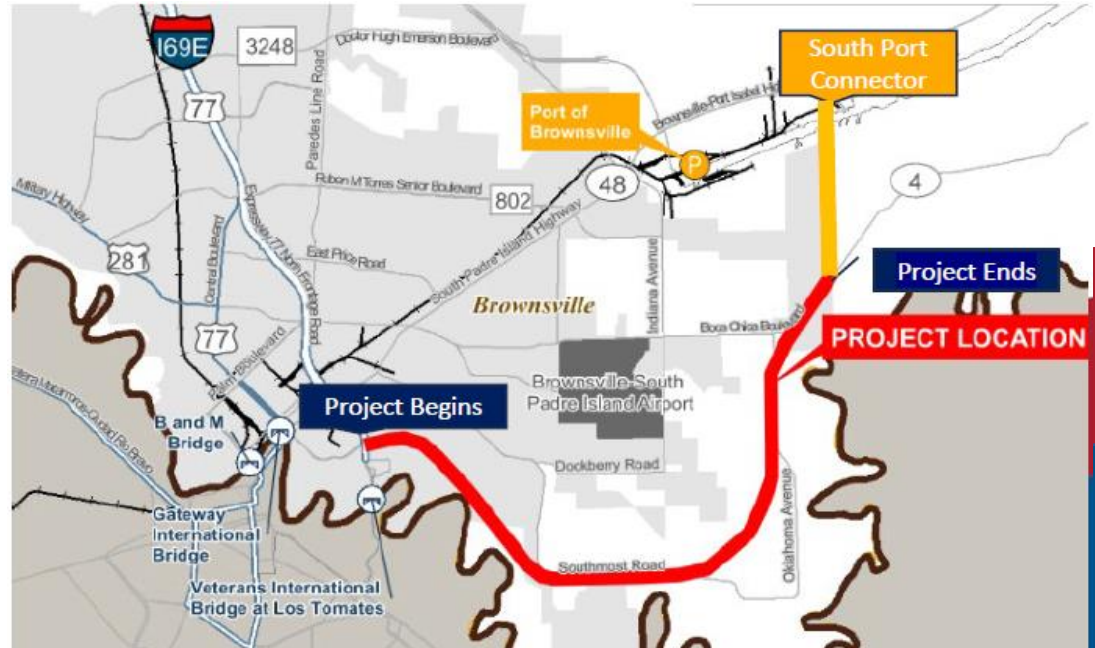 I69E
3248
77
Doctor Hugh Emerson Boulevard
Paredes Line Road
South Port
Connector
Port of
Brownsville
Brownsville-Port Isabel
P
48
4
Military Highway
Ruben M Torres Senior Boulevard
802
Central Boulevard
Expressway 77 North Frontage Road
281
East Price Road
South Padre Island Highway
Indiana Avenue
Project Ends
Brownsville
77
Boca Chica Boulevard
PROJECT LOCATION
Palm Boulevard
Brownsville-South
Padre Island Airport
Project Begins
B and M
Bridge
Dockberry Road
Oklahoma Avenue
Gateway
International
Bridge
Southmost Road
Veterans International
Bridge at Los Tomates